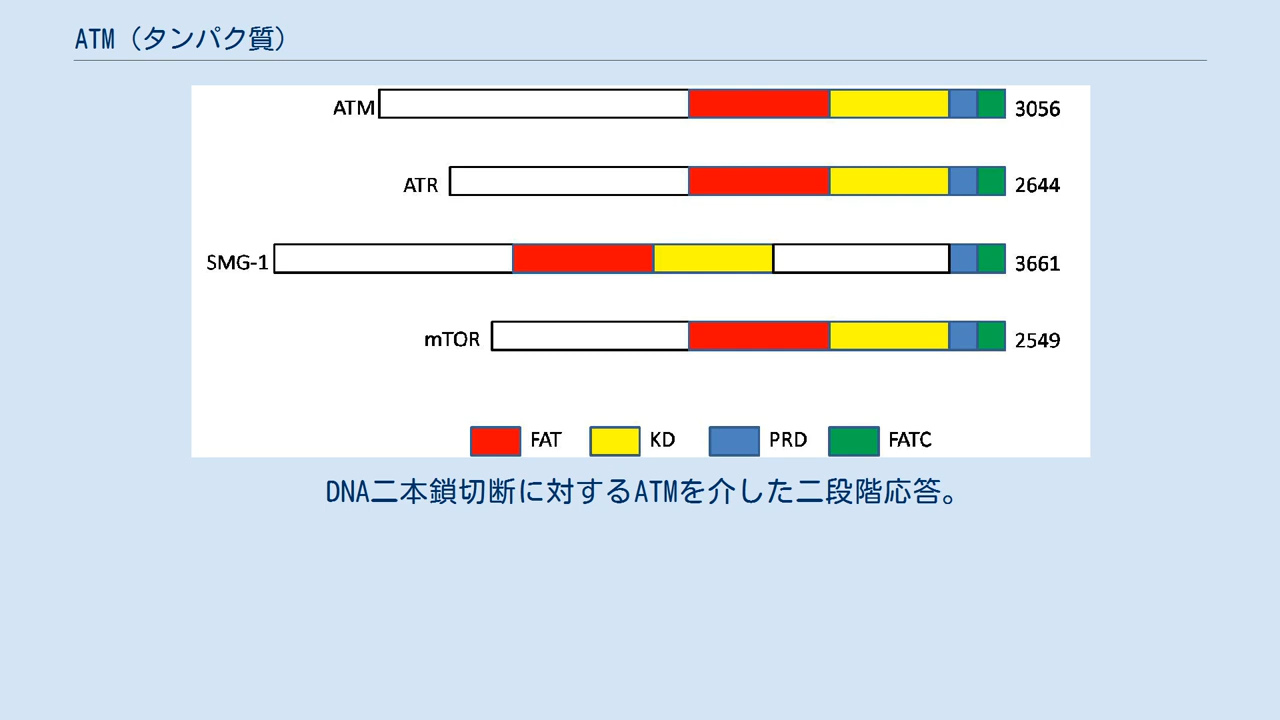 ATM（タンパク質）
ATM 3056
ATR 2644
SMG-1 3661
mTOR 2549
FAT KD PRD FATC
DNA二本鎖切断に対するATMを介した二段階応答。